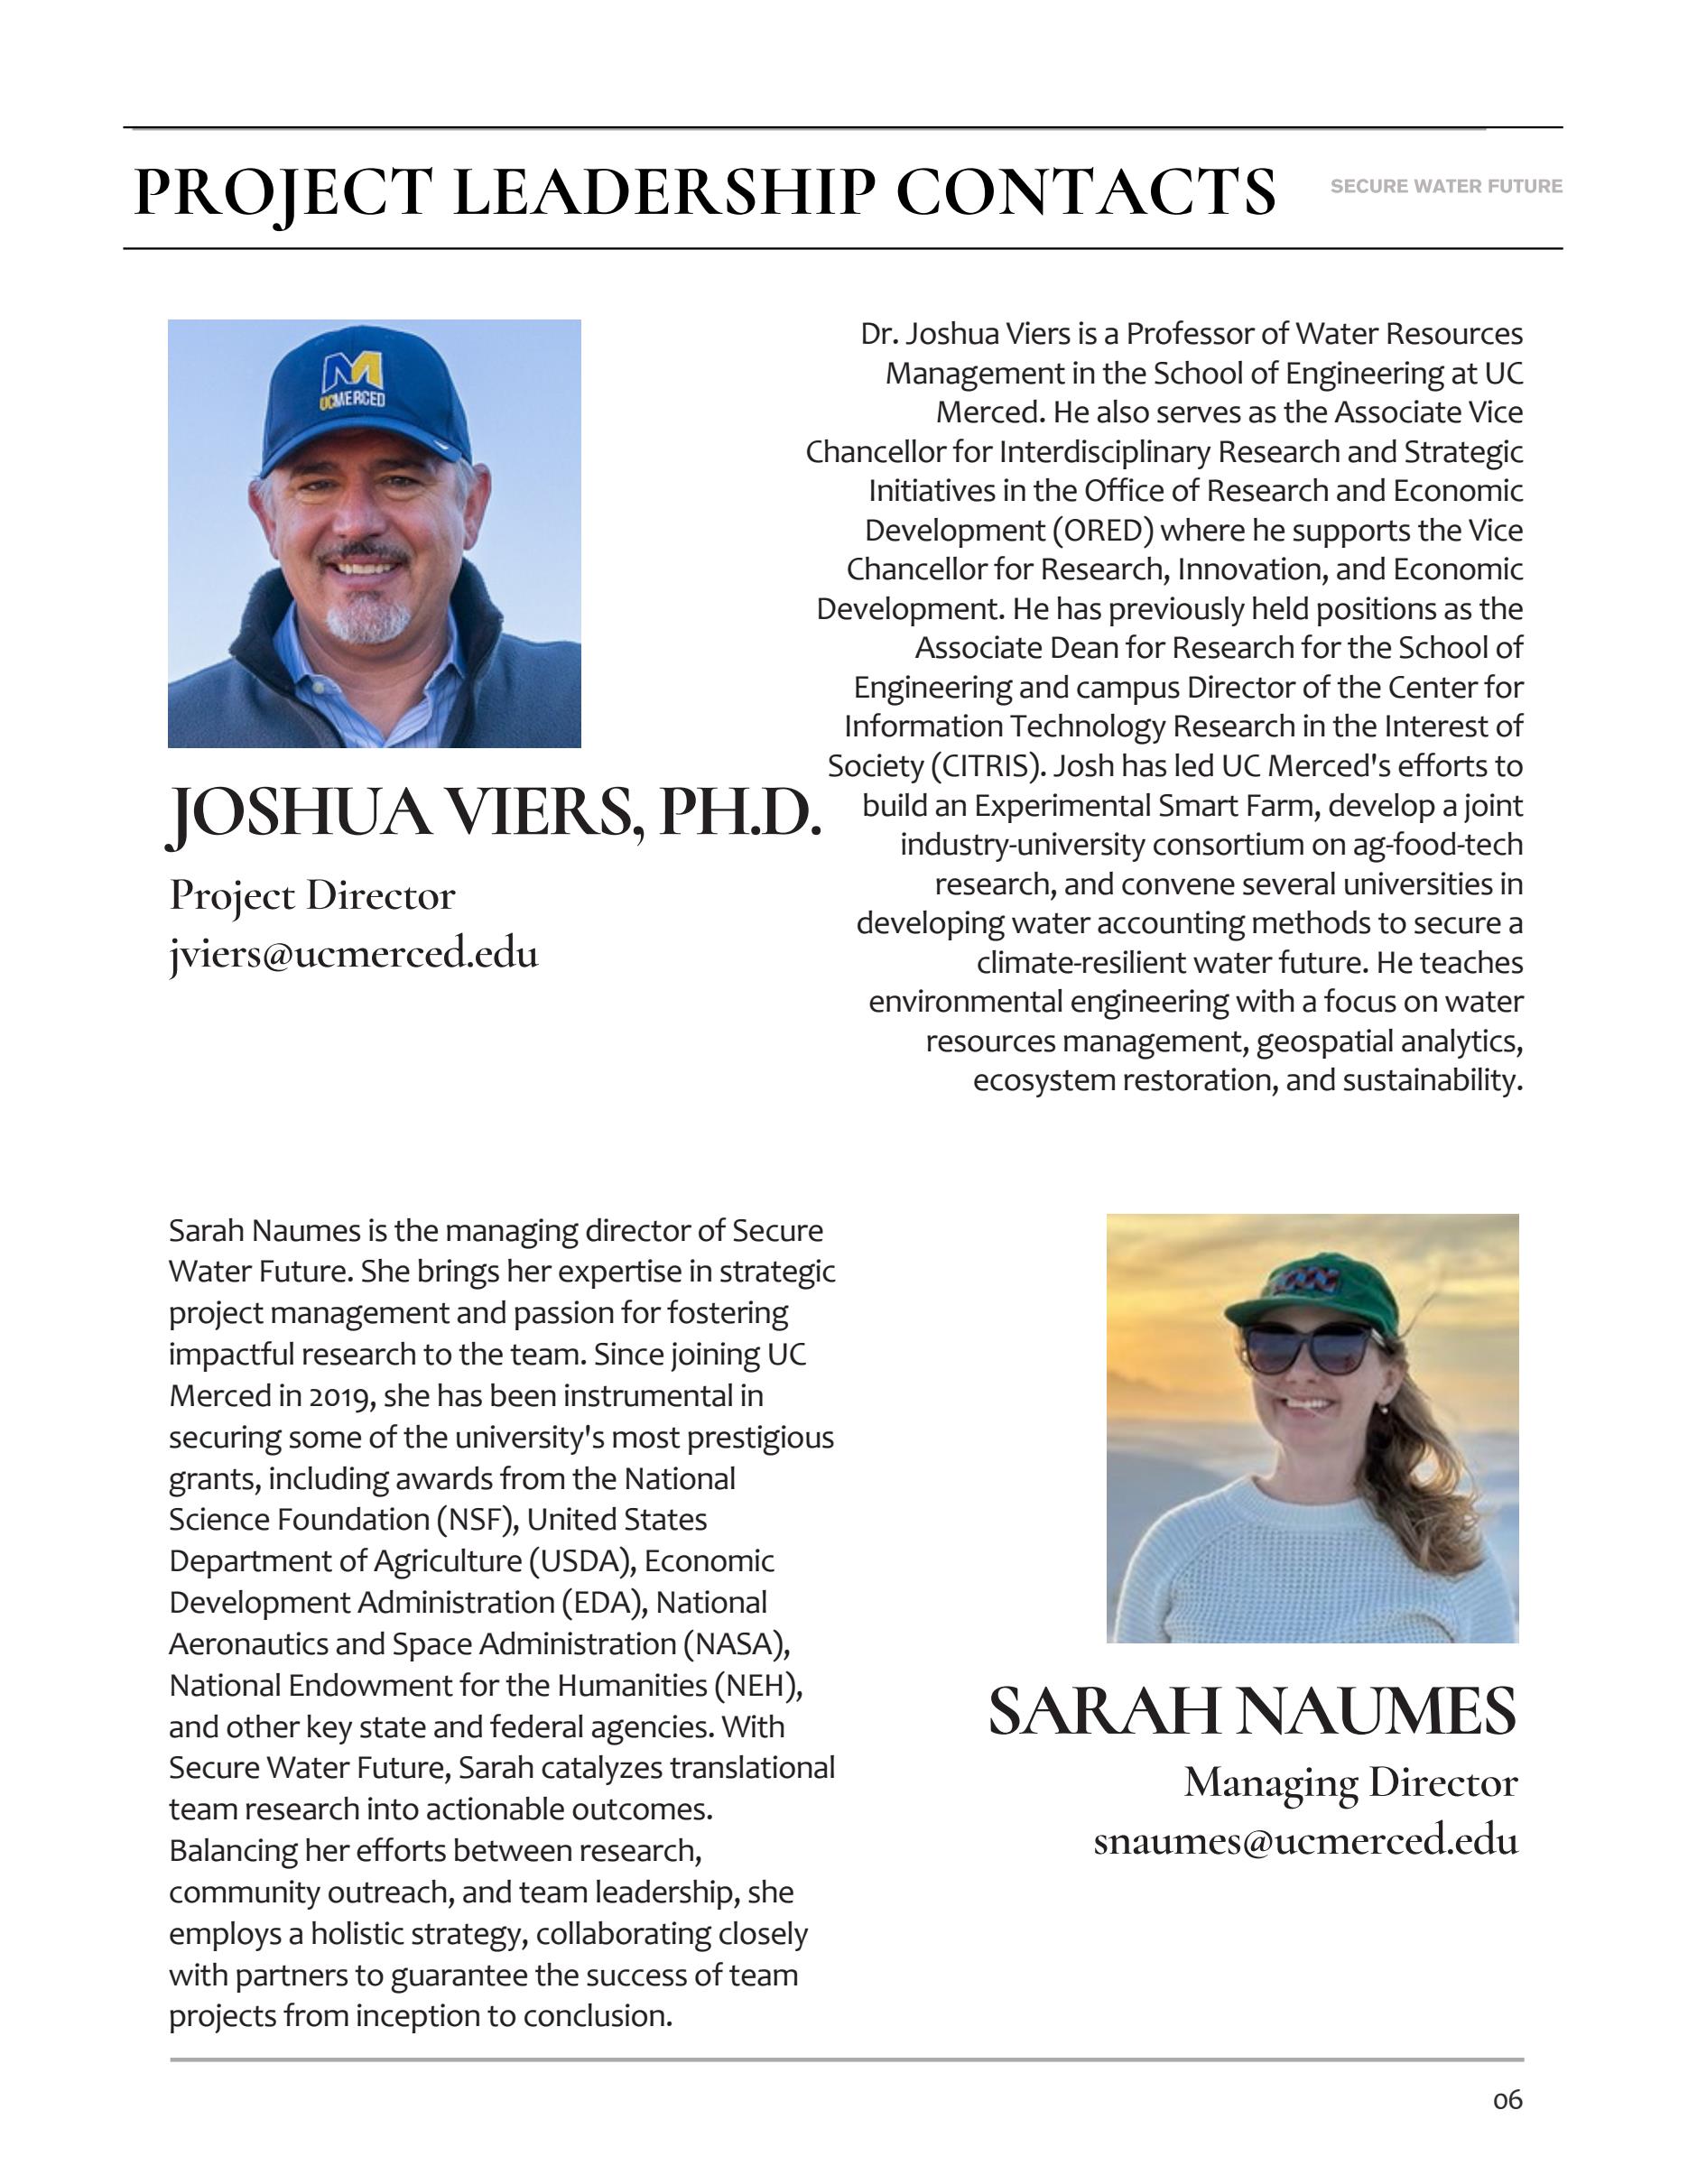 PROJECT LEADERSHIP CONTACTS
SECURE WATER FUTURE
M
UCMERCED
JOSHUA VIERS, PH.D.
Project Director
jviers@ucmerced.edu
Dr. Joshua Viers is a Professor of Water Resources
Management in the School of Engineering at UC
Merced. He also serves as the Associate Vice
Chancellor for Interdisciplinary Research and Strategic
Initiatives in the Office of Research and Economic
Development (ORED) where he supports the Vice
Chancellor for Research, Innovation, and Economic
Development. He has previously held positions as the
Associate Dean for Research for the School of
Engineering and campus Director of the Center for
Information Technology Research in the Interest of
Society (CITRIS). Josh has led UC Merced's efforts to
build an Experimental Smart Farm, develop a joint
industry-university consortium on ag-food-tech
research, and convene several universities in
developing water accounting methods to secure a
climate-resilient water future. He teaches
environmental engineering with a focus on water
resources management, geospatial analytics,
ecosystem restoration, and sustainability.
Sarah Naumes is the managing director of Secure
Water Future. She brings her expertise in strategic
project management and passion for fostering
impactful research to the team. Since joining UC
Merced in 2019, she has been instrumental in
securing some of the university's most prestigious
grants, including awards from the National
Science Foundation (NSF), United States
Department of Agriculture (USDA), Economic
Development Administration (EDA), National
Aeronautics and Space Administration (NASA),
National Endowment for the Humanities (NEH),
and other key state and federal agencies. With
Secure Water Future, Sarah catalyzes translational
team research into actionable outcomes.
Balancing her efforts between research,
community outreach, and team leadership, she
employs a holistic strategy, collaborating closely
with partners to guarantee the success of team
projects from inception to conclusion.
SARAH NAUMES
Managing Director
snaumes@ucmerced.edu
06